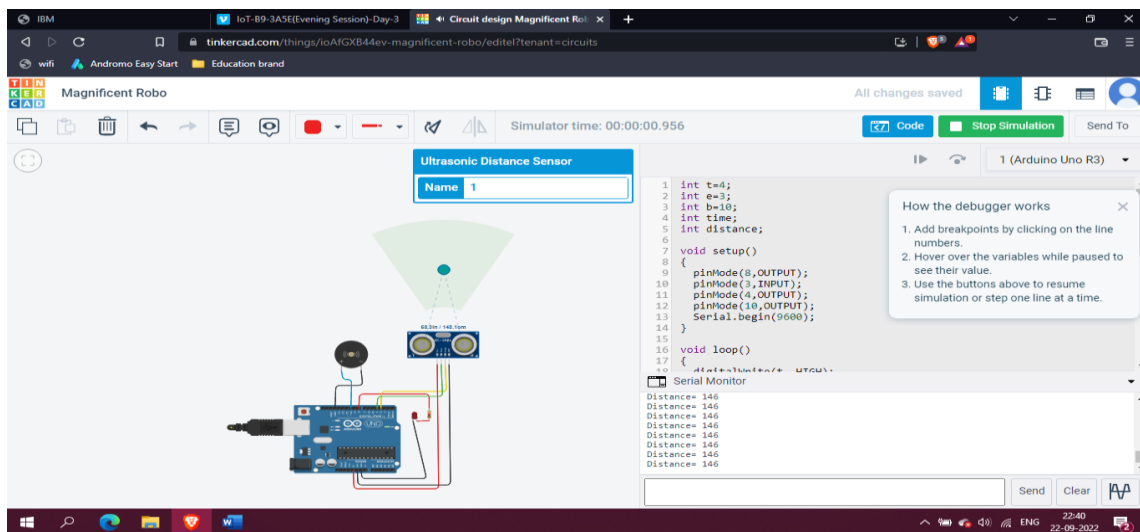 IBM
IoT-B9-3A5E(Evening Session)-Day-3
Circuit design Magnificent Rob
tinkercad.com/things/ioAfGXB44ev-magnificent-robo/editel?tenant=circuits
wifi
Andromo Easy Start
Education brand
TIN
KER
CAD
Magnificent Robo
All changes saved
Simulator time: 00:00:00.956
Code
Stop Simulation
Send To
Ultrasonic Distance Sensor
Name 1
1 (Arduino Uno R3)
1 int t=4;
2 int e=3;
3 int b=10;
4 int time;
5 int distance;
6
7 void setup()
8 {
9 pinMode(8,OUTPUT);
10 pinMode(3,INPUT);
11 pinMode(4,OUTPUT);
12 pinMode(10,OUTPUT);
13 Serial.begin(9600);
14 }
15
16 void loop()
17 {
digitalWrite(t, HIGH);
How the debugger works
1. Add breakpoints by clicking on the line
numbers.
2. Hover over the variables while paused to
see their value.
3. Use the buttons above to resume
simulation or step one line at a time.
UNO
Serial Monitor
Distance= 146
Distance= 146
Distance= 146
Distance= 146
Distance= 146
Distance= 146
Distance= 146
Distance= 146
Send
Clear
ENG
22:40
22-09-2022